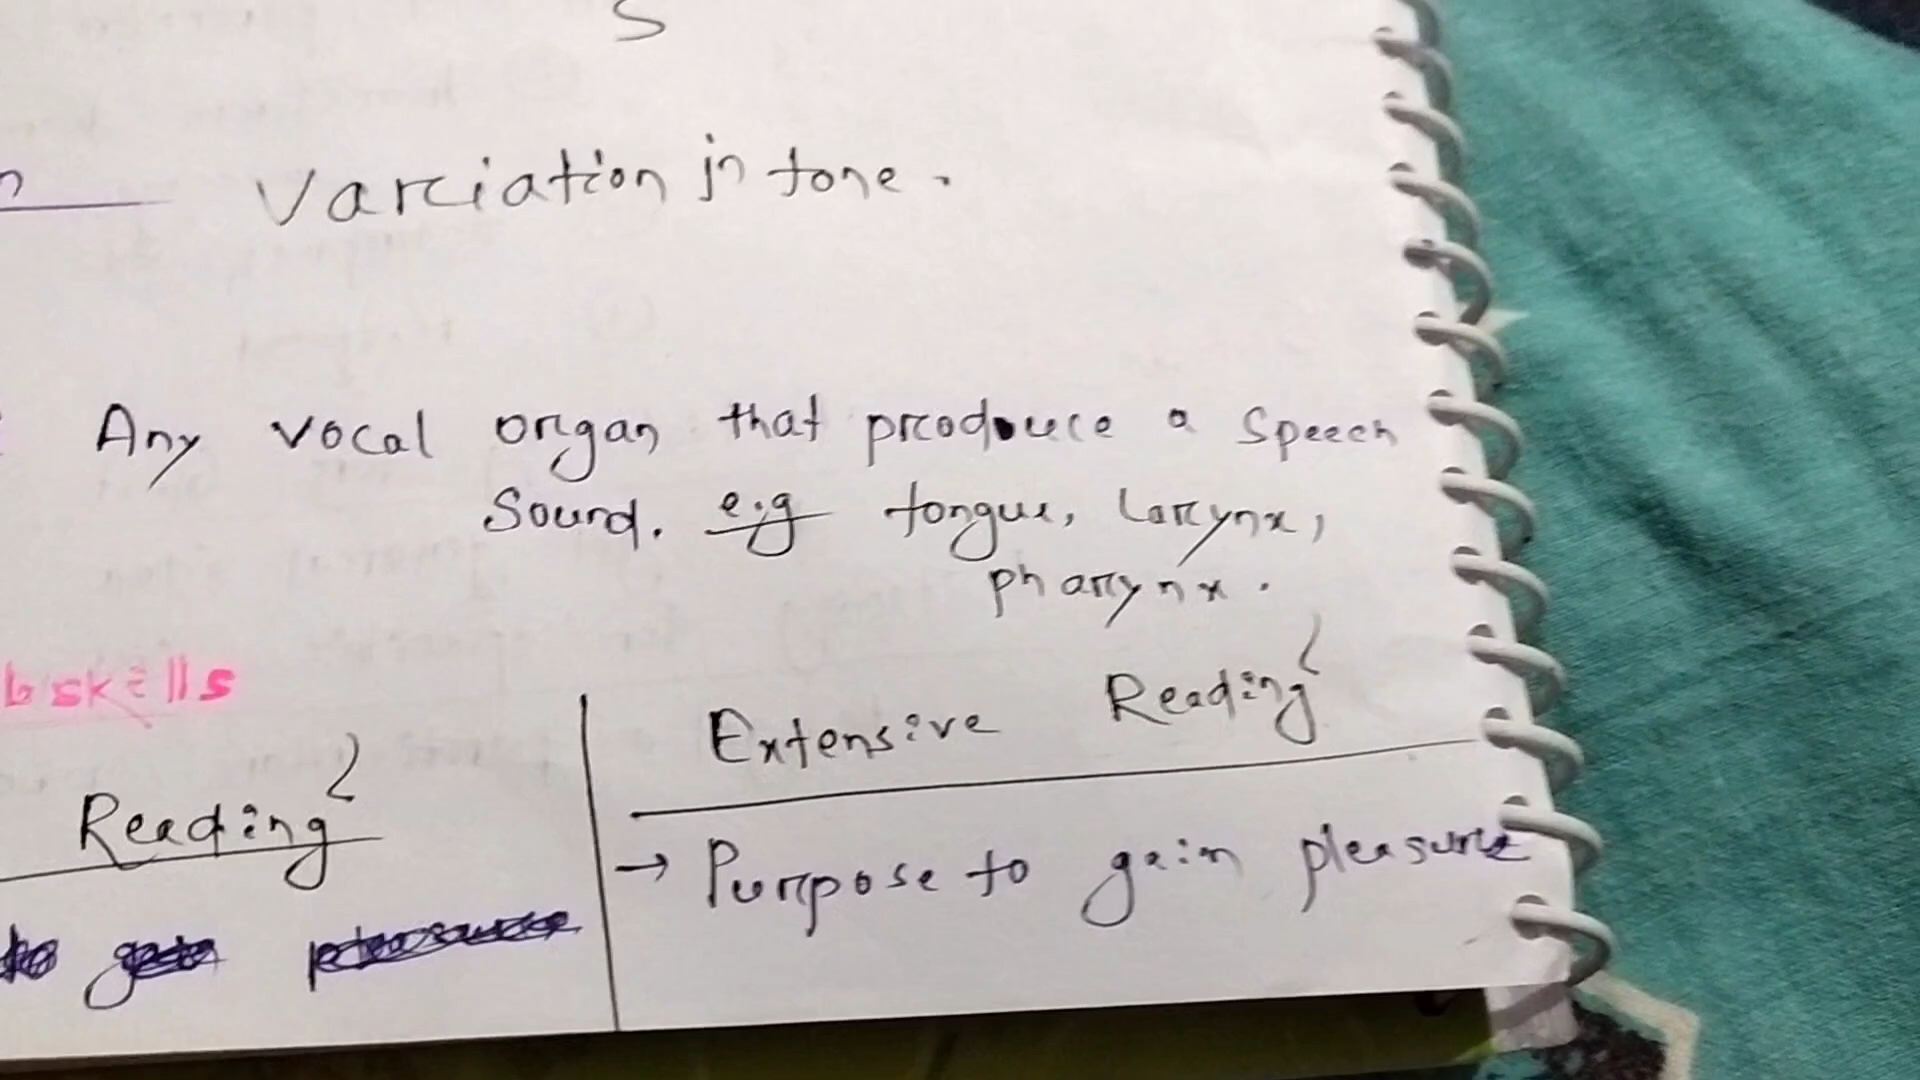 S
Variation in tone.
Any vocal organ that produce a speech
sound. e.g tongue, larynx,
pharynx.
bskills
Reading
Extensive Reading
→ Purpose to gain pleasure